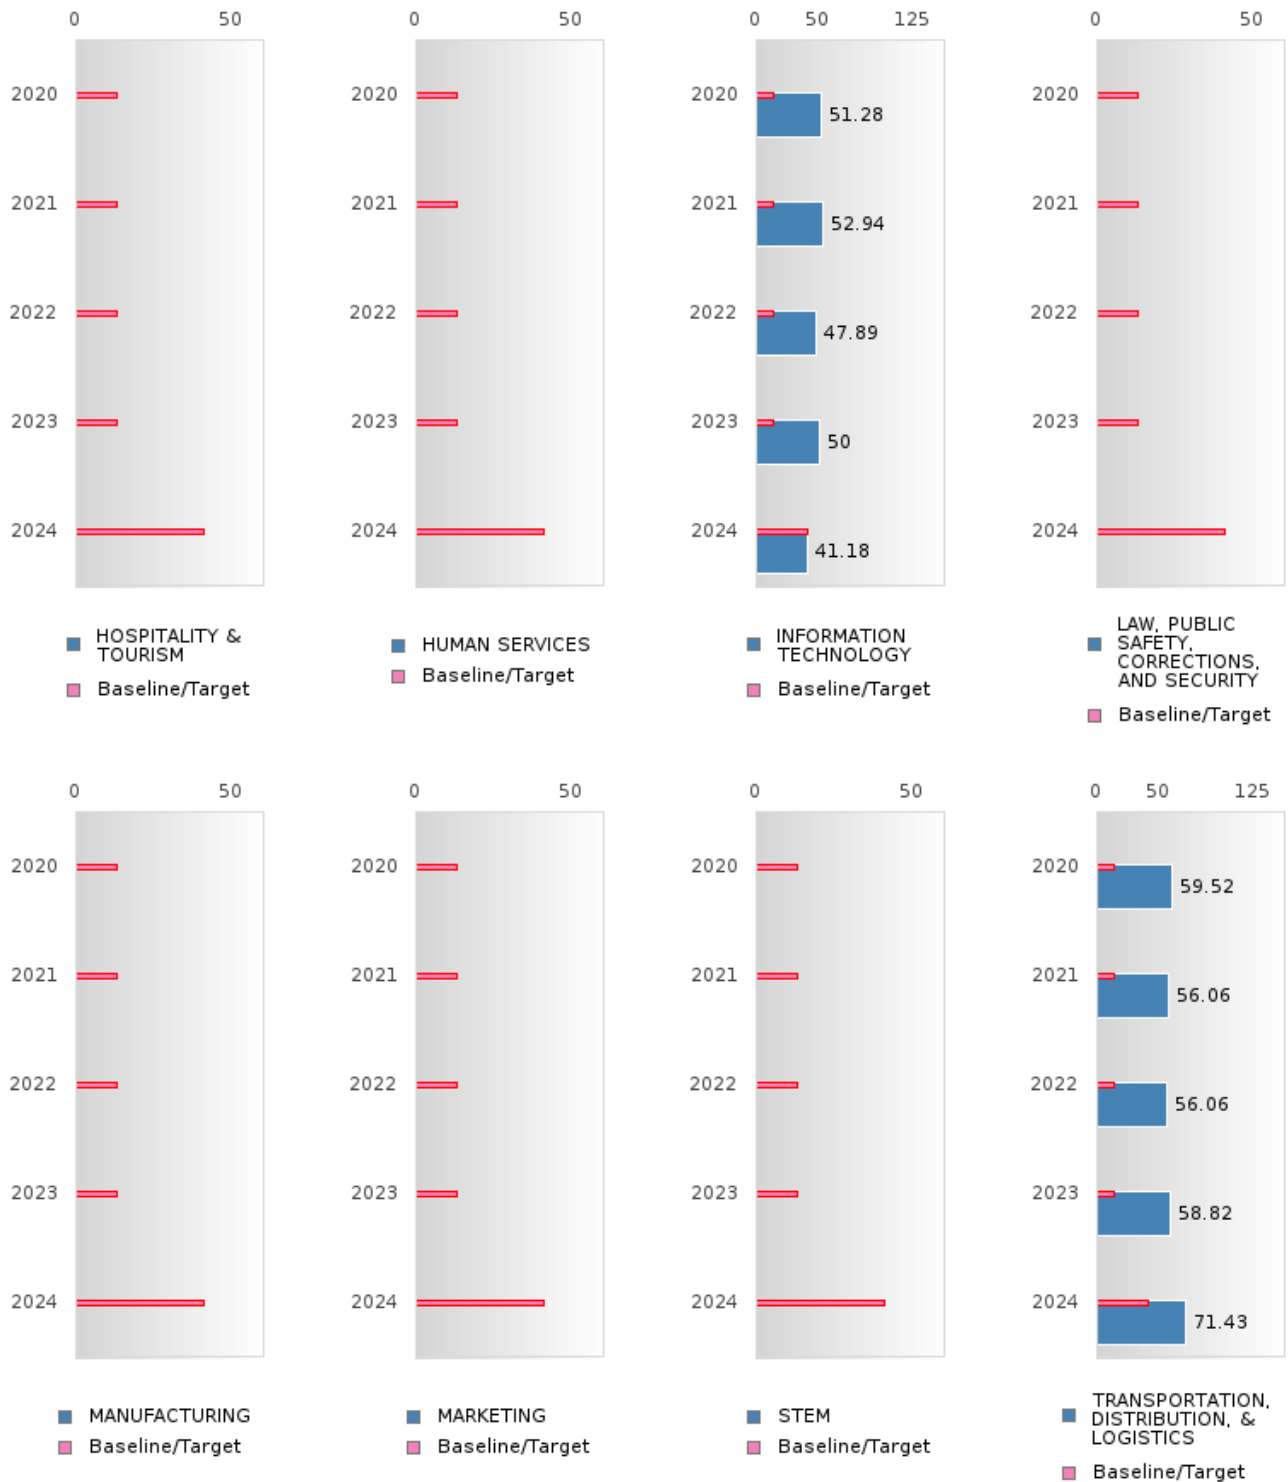 0 50
2020
2021
2022
2023
2024
HOSPITALITY &
TOURISM
Baseline/Target
0 50
2020
2021
2022
2023
2024
HUMAN SERVICES
Baseline/Target
0 50 125
2020 51.28
2021 52.94
2022 47.89
2023 50
2024 41.18
INFORMATION
TECHNOLOGY
Baseline/Target
0 50
2020
2021
2022
2023
2024
LAW, PUBLIC
SAFETY,
CORRECTIONS,
AND SECURITY
Baseline/Target
0 50
2020
2021
2022
2023
2024
MANUFACTURING
Baseline/Target
0 50
2020
2021
2022
2023
2024
MARKETING
Baseline/Target
0 50
2020
2021
2022
2023
2024
STEM
Baseline/Target
0 50 125
2020 59.52
2021 56.06
2022 56.06
2023 58.82
2024 71.43
TRANSPORTATION,
DISTRIBUTION, &
LOGISTICS
Baseline/Target